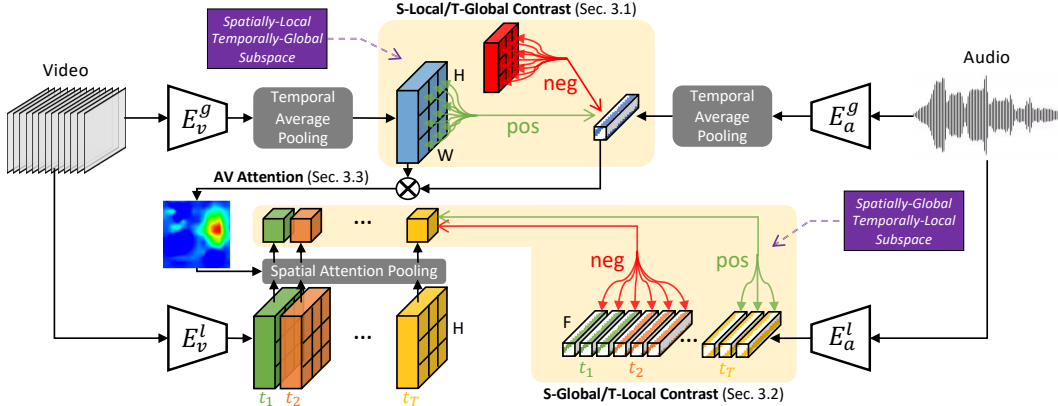 S-Local/T-Global Contrast (Sec. 3.1)
Spatially-Local
Temporally-Global
Subspace
Video
Audio
H
neg
E_v^g
Temporal
Average
Pooling
pos
Temporal
Average
Pooling
E_a^g
W
AV Attention (Sec. 3.3)
...
Spatially-Global
Temporally-Local
Subspace
Spatial Attention Pooling
neg
pos
E_v^l
...
H
F
...
E_a^l
t_1
t_2
t_T
t_1
t_2
t_T
S-Global/T-Local Contrast (Sec. 3.2)